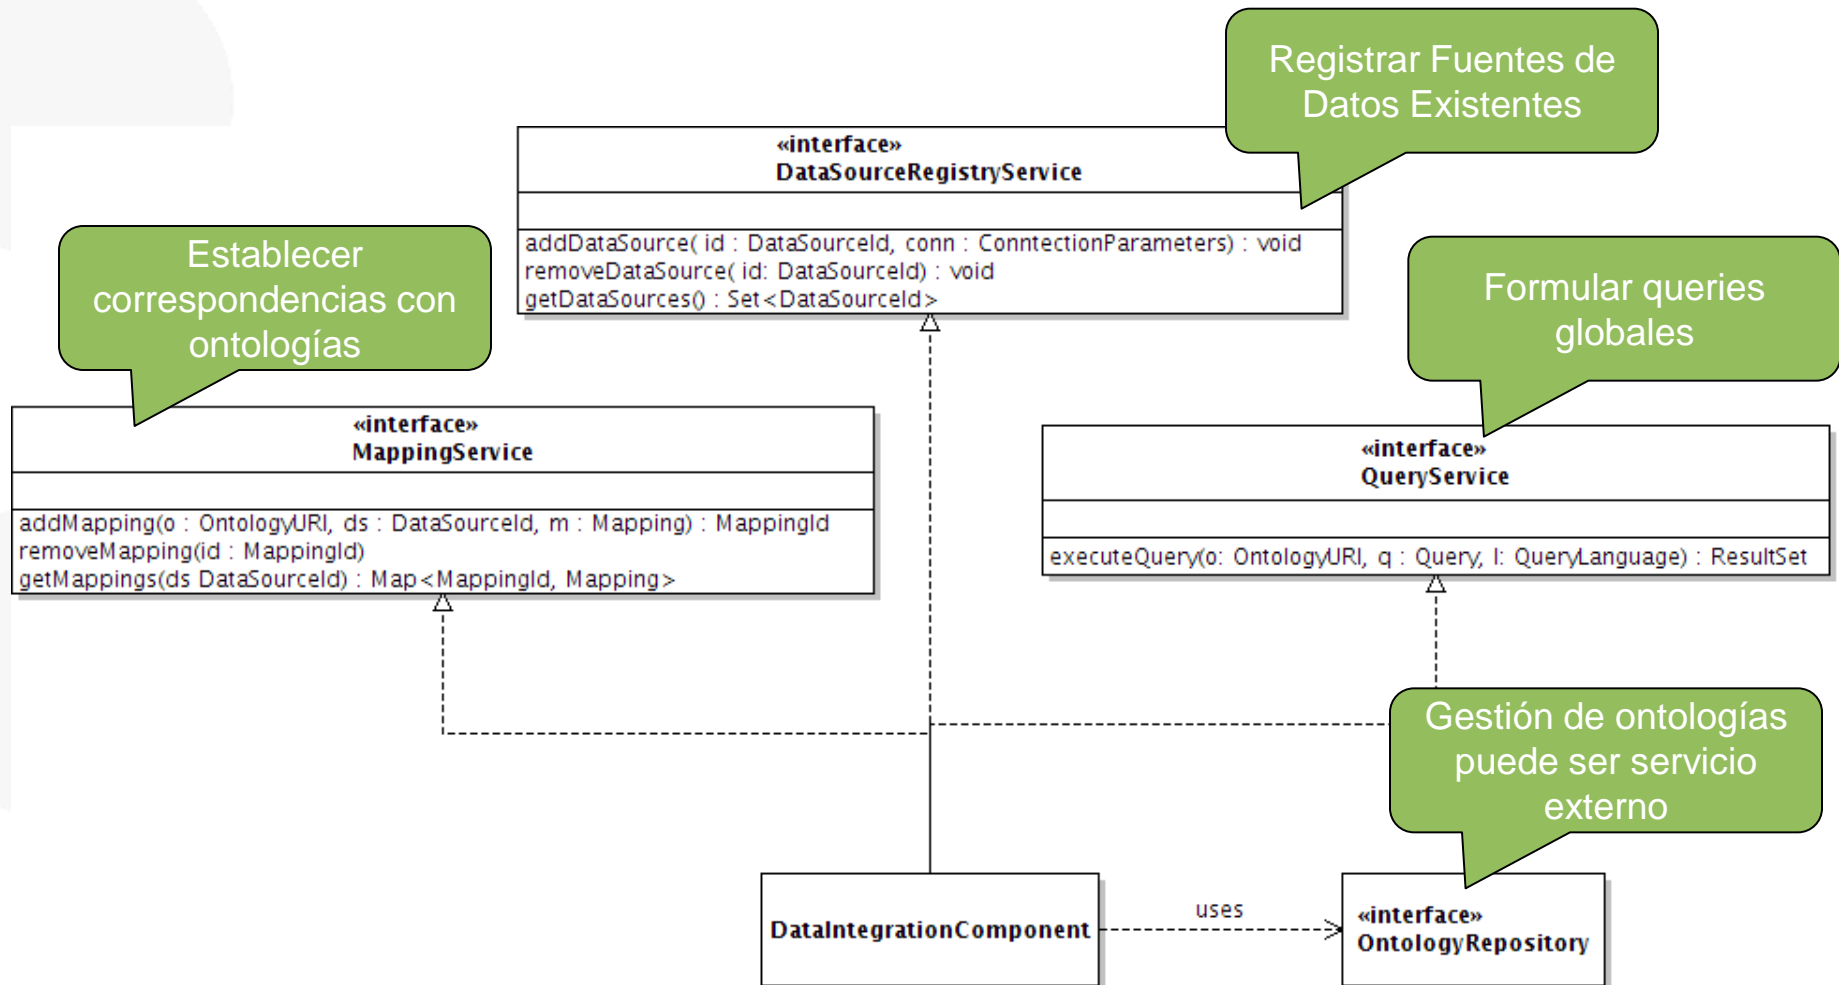 Registrar Fuentes de
Datos Existentes
«interface»
DataSourceRegistryService
addDataSource( id : DataSourceId, conn : ConntectionParameters) : void
removeDataSource( id: DataSourceId) : void
getDataSources() : Set<DataSourceId>
Establecer
correspondencias con
ontologías
Formular queries
globales
«interface»
MappingService
addMapping(o : OntologyURI, ds : DataSourceId, m : Mapping) : MappingId
removeMapping(id : MappingId)
getMappings(ds DataSourceId) : Map<MappingId, Mapping>
«interface»
QueryService
executeQuery(o: OntologyURI, q : Query, l: QueryLanguage) : ResultSet
Gestión de ontologías
puede ser servicio
externo
DataIntegrationComponent
uses
«interface»
OntologyRepository